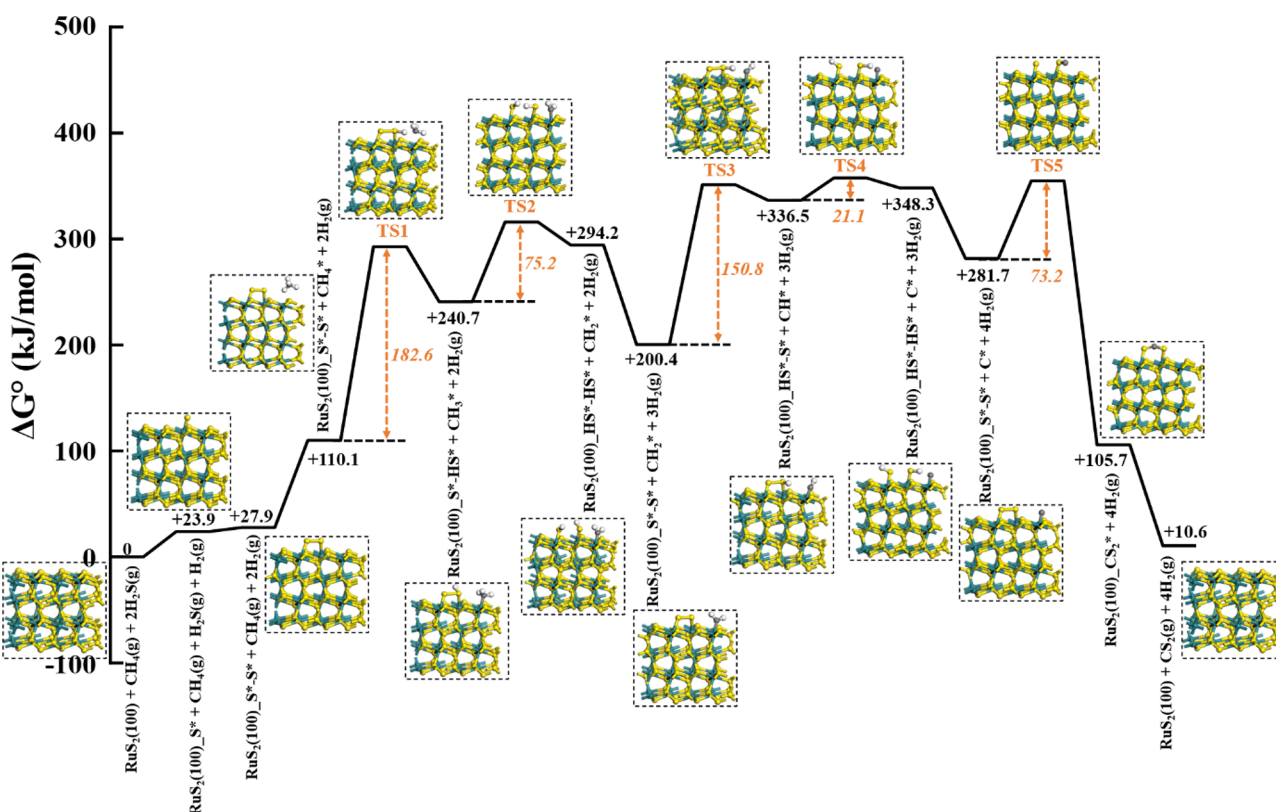 ΔG° (kJ/mol)
500
400
300
200
100
0
-100
0
+23.9
+27.9
+110.1
TS1
182.6
+240.7
TS2
75.2
+294.2
+200.4
TS3
150.8
+336.5
TS4
21.1
+348.3
+281.7
TS5
73.2
+105.7
+10.6
RuS₂(100) + CH₄(g) + 2H₂S(g)
RuS₂(100)_S* + CH₄(g) + H₂S(g) + H₂(g)
RuS₂(100)_S*-S* + CH₄(g) + 2H₂(g)
RuS₂(100)_S*-S* + CH₄* + 2H₂(g)
RuS₂(100)_S*-HS* + CH₃* + 2H₂(g)
RuS₂(100)_HS*-HS* + CH₂* + 2H₂(g)
RuS₂(100)_S*-S* + CH₂* + 3H₂(g)
RuS₂(100)_HS*-S* + CH* + 3H₂(g)
RuS₂(100)_HS*-HS* + C* + 3H₂(g)
RuS₂(100)_S*-S* + C* + 4H₂(g)
RuS₂(100)_CS₂* + 4H₂(g)
RuS₂(100) + CS₂(g) + 4H₂(g)